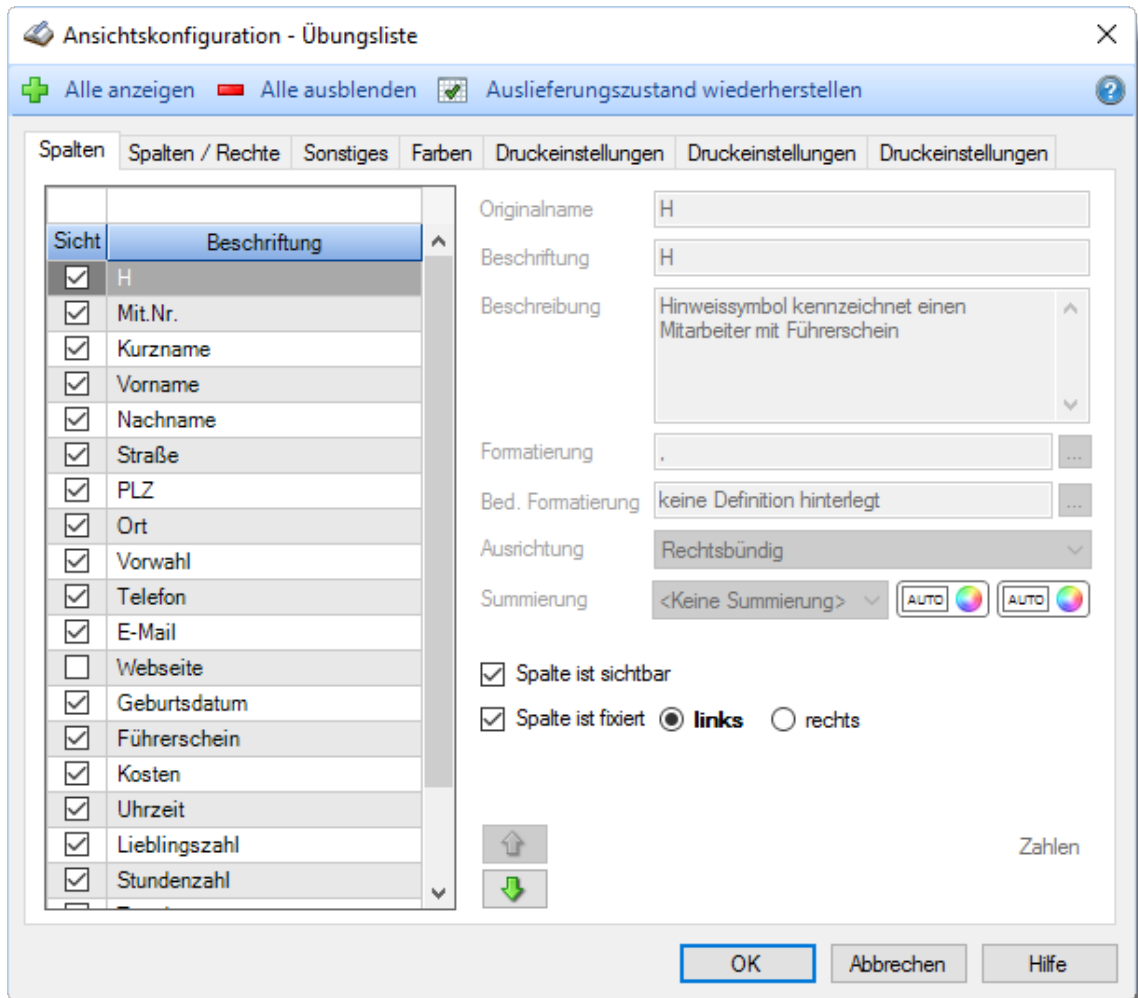 Ansichtskonfiguration - Übungsliste
Alle anzeigen Alle ausblenden Auslieferungszustand wiederherstellen
Spalten Spalten / Rechte Sonstiges Farben Druckeinstellungen Druckeinstellungen Druckeinstellungen
Sicht Beschriftung
H
Mit.Nr.
Kurzname
Vorname
Nachname
Straße
PLZ
Ort
Vorwahl
Telefon
E-Mail
Webseite
Geburtsdatum
Führerschein
Kosten
Uhrzeit
Lieblingszahl
Stundenzahl
Originalname H
Beschriftung H
Beschreibung Hinweissymbol kennzeichnet einen
Mitarbeiter mit Führerschein
Formatierung ,
...
Bed. Formatierung keine Definition hinterlegt
...
Ausrichtung Rechtsbündig
Summierung <Keine Summierung> AUTO AUTO
Spalte ist sichtbar
Spalte ist fixiert links rechts
Zahlen
OK Abbrechen Hilfe